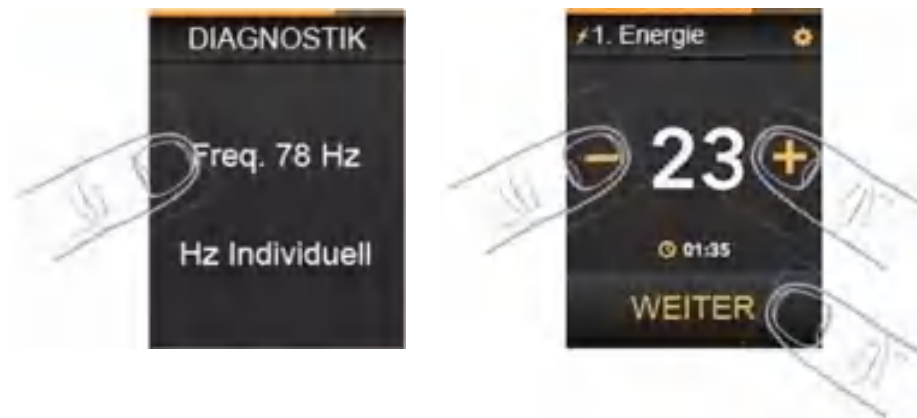 DIAGNOSTIK
Freq. 78 Hz
Hz Individuell
1. Energie
− 23 +
01:35
WEITER